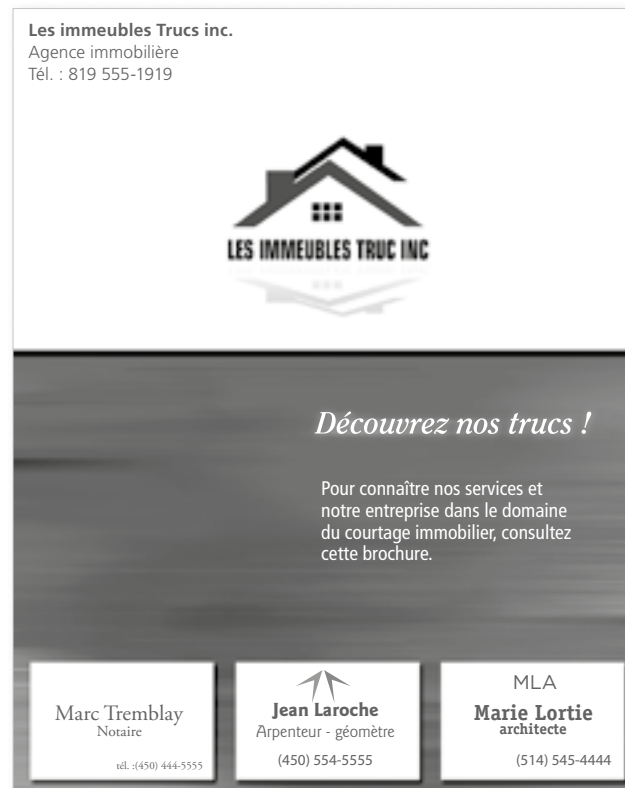 Les immeubles Trucs inc.
Agence immobilière
Tél. : 819 555-1919
LES IMMEUBLES TRUC INC
Découvrez nos trucs !
Pour connaître nos services et
notre entreprise dans le domaine
du courtage immobilier, consultez
cette brochure.
Marc Tremblay
Notaire
tél. :(450) 444-5555
Jean Laroche
Arpenteur - géomètre
(450) 554-5555
MLA
Marie Lortie
architecte
(514) 545-4444